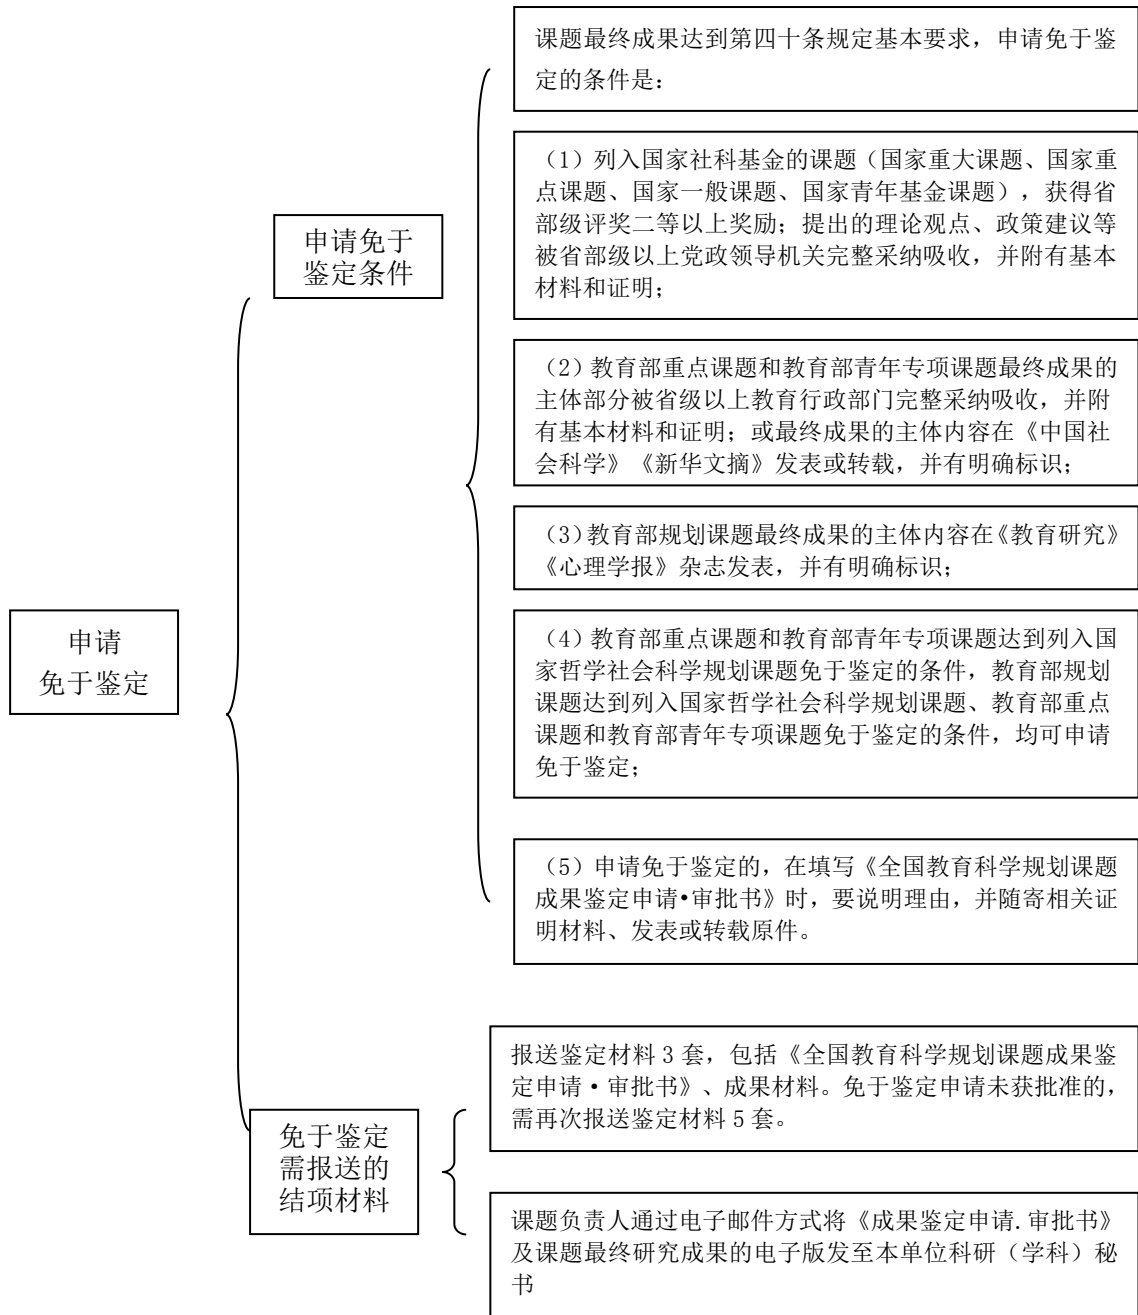 课题最终成果达到第四十条规定基本要求，申请免于鉴
定的条件是：
申请免于
鉴定条件
（1）列入国家社科基金的课题（国家重大课题、国家重
点课题、国家一般课题、国家青年基金课题），获得省
部级评奖二等以上奖励；提出的理论观点、政策建议等
被省部级以上党政领导机关完整采纳吸收，并附有基本
材料和证明；
（2）教育部重点课题和教育部青年专项课题最终成果的
主体部分被省级以上教育行政部门完整采纳吸收，并附
有基本材料和证明；或最终成果的主体内容在《中国社
会科学》《新华文摘》发表或转载，并有明确标识；
（3）教育部规划课题最终成果的主体内容在《教育研究》
《心理学报》杂志发表，并有明确标识；
申请
免于鉴定
（4）教育部重点课题和教育部青年专项课题达到列入国
家哲学社会科学规划课题免于鉴定的条件，教育部规划
课题达到列入国家哲学社会科学规划课题、教育部重点
课题和教育部青年专项课题免于鉴定的条件，均可申请
免于鉴定；
（5）申请免于鉴定的，在填写《全国教育科学规划课题
成果鉴定申请•审批书》时，要说明理由，并随寄相关证
明材料、发表或转载原件。
报送鉴定材料 3 套，包括《全国教育科学规划课题成果鉴
定申请·审批书》、成果材料。免于鉴定申请未获批准的，
需再次报送鉴定材料 5 套。
免于鉴定
需报送的
结项材料
课题负责人通过电子邮件方式将《成果鉴定申请.审批书》
及课题最终研究成果的电子版发至本单位科研（学科）秘
书